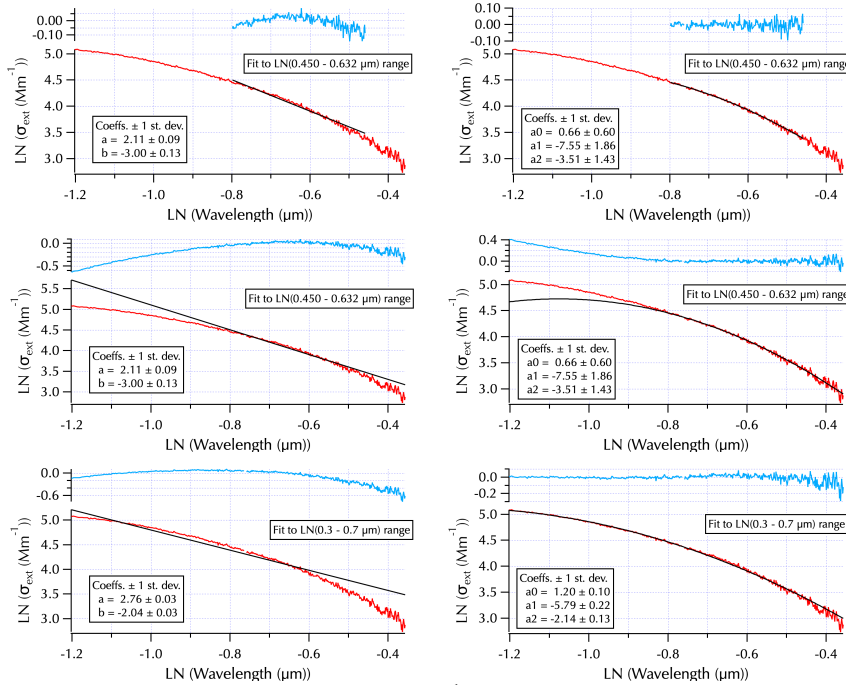 0.00
-0.10
5.0
4.5
4.0
3.5
3.0
LN (σext (Mm-1))
Fit to LN(0.450 - 0.632 µm) range
Coeffs. ± 1 st. dev.
a = 2.11 ± 0.09
b = -3.00 ± 0.13
-1.2 -1.0 -0.8 -0.6 -0.4
LN (Wavelength (µm))
0.10
0.00
-0.10
5.0
4.5
4.0
3.5
3.0
LN (σext (Mm-1))
Fit to LN(0.450 - 0.632 µm) range
Coeffs. ± 1 st. dev.
a0 = 0.66 ± 0.60
a1 = -7.55 ± 1.86
a2 = -3.51 ± 1.43
-1.2 -1.0 -0.8 -0.6 -0.4
LN (Wavelength (µm))
0.0
-0.5
5.5
5.0
4.5
4.0
3.5
3.0
LN (σext (Mm-1))
Fit to LN(0.450 - 0.632 µm) range
Coeffs. ± 1 st. dev.
a = 2.11 ± 0.09
b = -3.00 ± 0.13
-1.2 -1.0 -0.8 -0.6 -0.4
LN (Wavelength (µm))
0.4
0.0
5.0
4.5
4.0
3.5
3.0
LN (σext (Mm-1))
Fit to LN(0.450 - 0.632 µm) range
Coeffs. ± 1 st. dev.
a0 = 0.66 ± 0.60
a1 = -7.55 ± 1.86
a2 = -3.51 ± 1.43
-1.2 -1.0 -0.8 -0.6 -0.4
LN (Wavelength (µm))
0.0
-0.6
5.0
4.5
4.0
3.5
3.0
LN (σext (Mm-1))
Fit to LN(0.3 - 0.7 µm) range
Coeffs. ± 1 st. dev.
a = 2.76 ± 0.03
b = -2.04 ± 0.03
-1.2 -1.0 -0.8 -0.6 -0.4
LN (Wavelength (µm))
0.0
-0.2
5.0
4.5
4.0
3.5
3.0
LN (σext (Mm-1))
Fit to LN(0.3 - 0.7 µm) range
Coeffs. ± 1 st. dev.
a0 = 1.20 ± 0.10
a1 = -5.79 ± 0.22
a2 = -2.14 ± 0.13
-1.2 -1.0 -0.8 -0.6 -0.4
LN (Wavelength (µm))